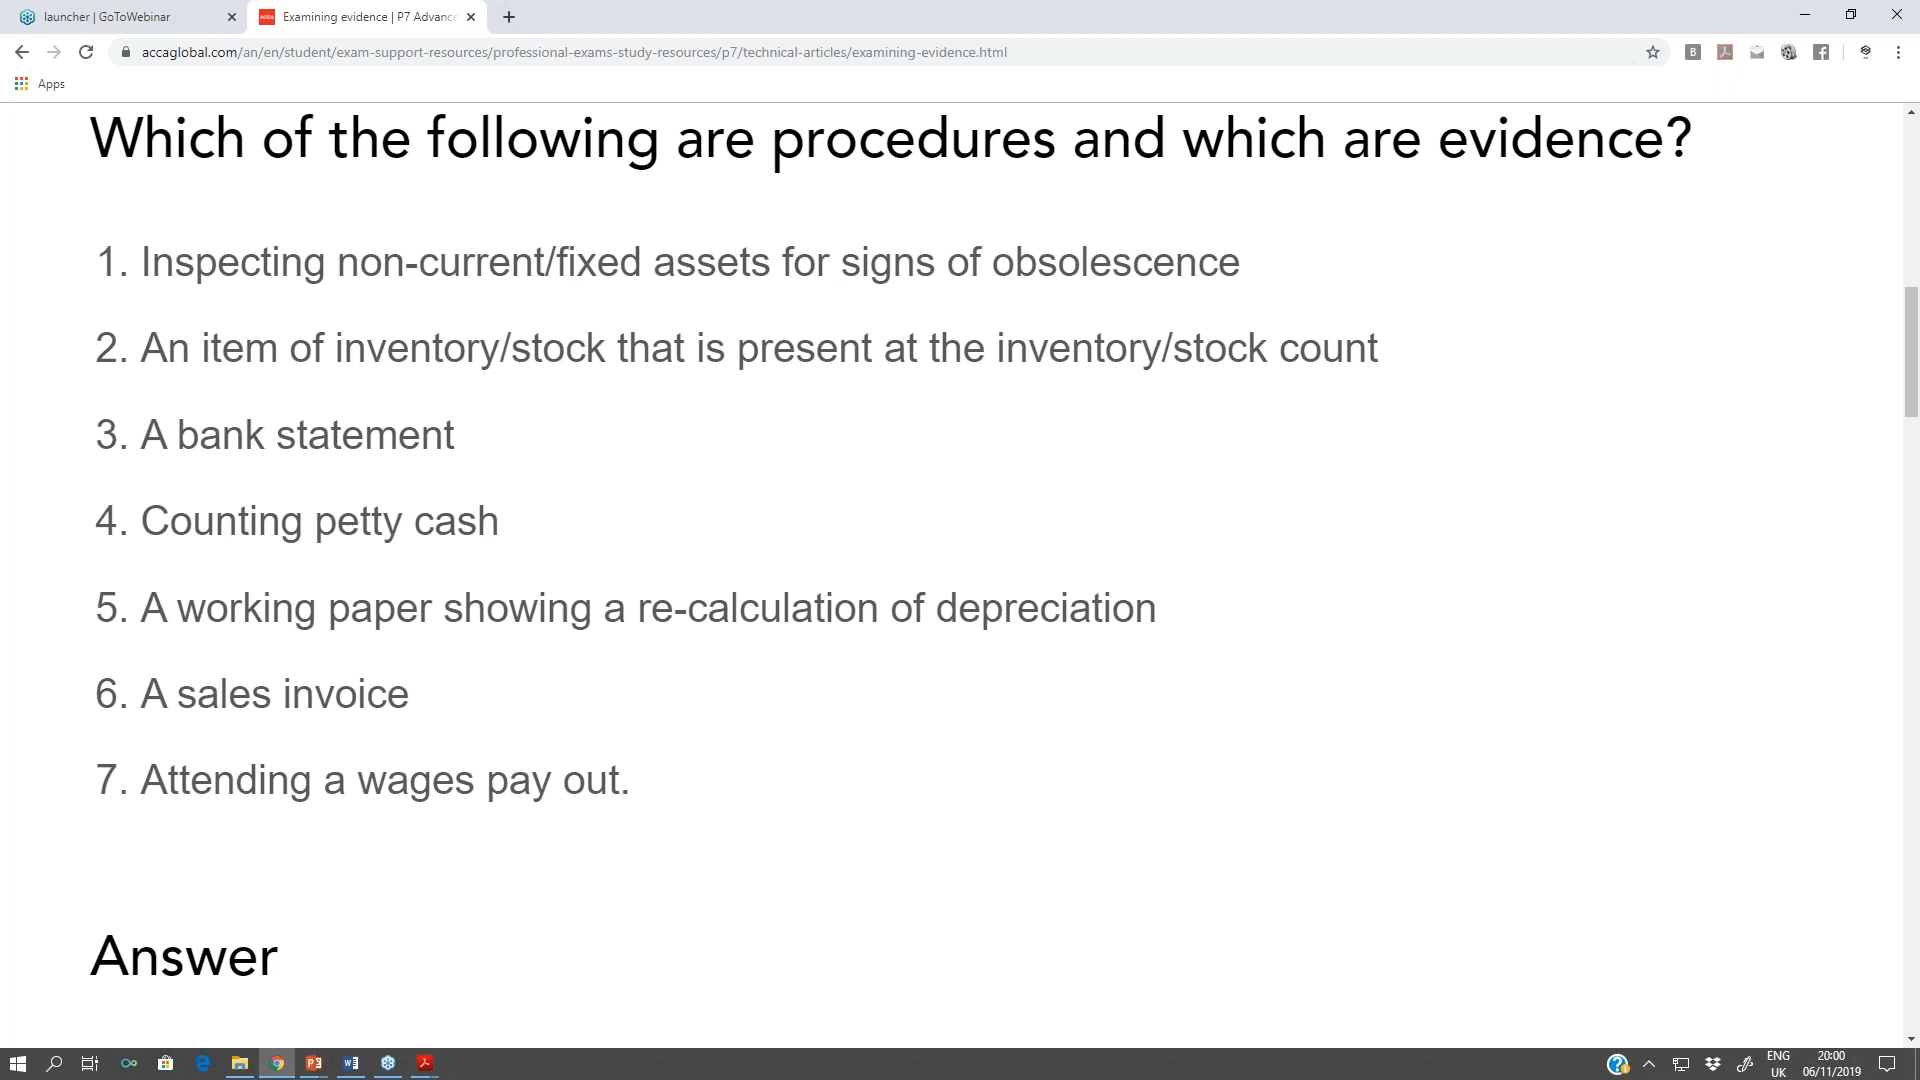 launcher | GoToWebinar
Examining evidence | P7 Advance
accaglobal.com/an/en/student/exam-support-resources/professional-exams-study-resources/p7/technical-articles/examining-evidence.html
Apps
Which of the following are procedures and which are evidence?
1. Inspecting non-current/fixed assets for signs of obsolescence
2. An item of inventory/stock that is present at the inventory/stock count
3. A bank statement
4. Counting petty cash
5. A working paper showing a re-calculation of depreciation
6. A sales invoice
7. Attending a wages pay out.
Answer
ENG
UK
20:00
06/11/2019